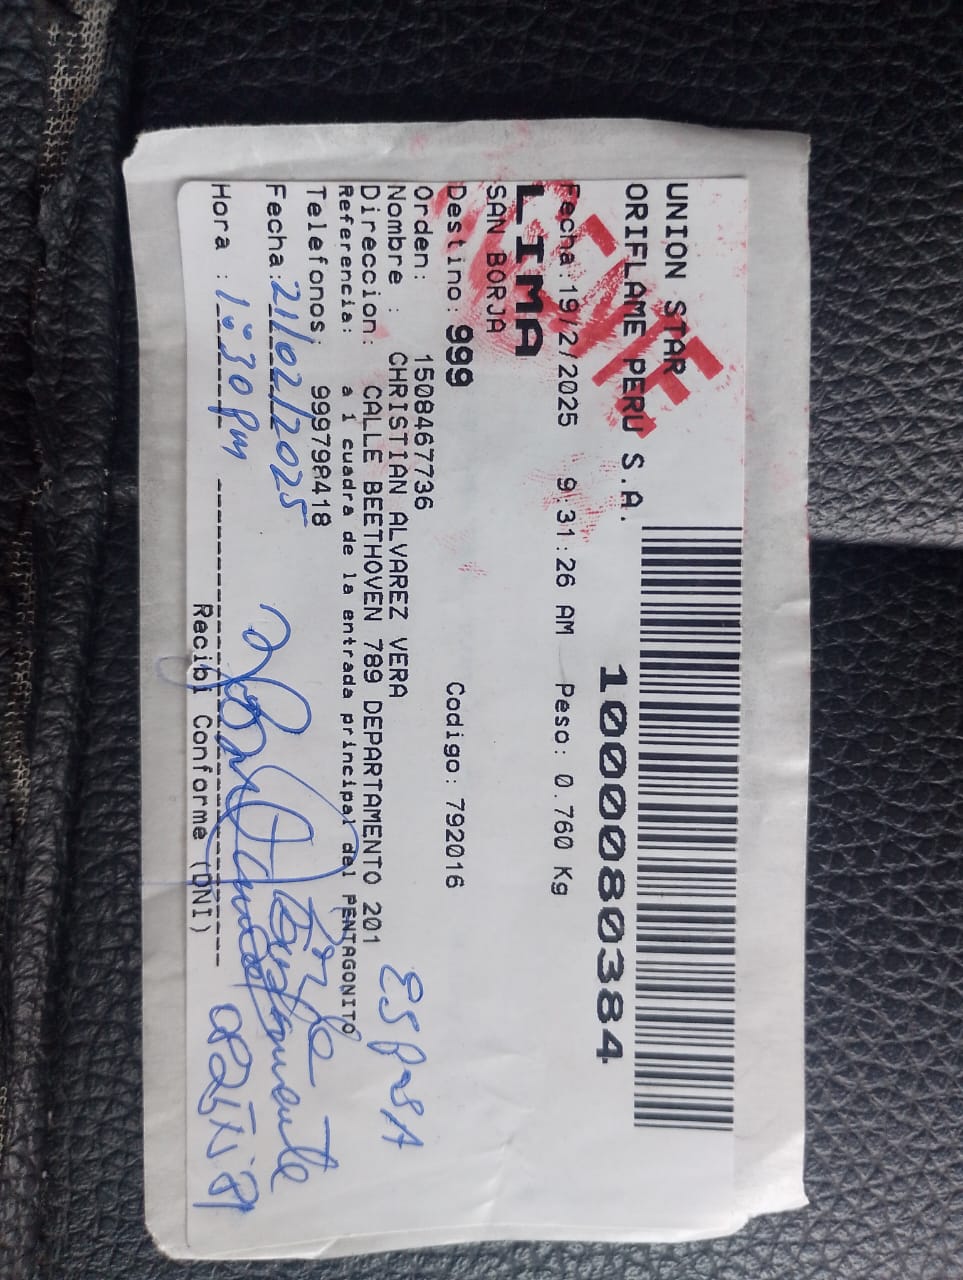 UNION STAR
ORIFLAME PERU S.A.
10000880384
Fecha:19/2/2025 9:31:26 AM Peso: 0.760 Kg
LIMA
SAN BORJA
Destino: 999 Codigo: 792016
Orden: 1508467736
Nombre : CHRISTIAN ALVAREZ VERA
Direccion: CALLE BEETHOVEN 789 DEPARTAMENTO 201
Referencia: a 1 cuadra de la entrada principal del PENTAGONITO
Telefonos: 999798418
Fecha: 21/02/2025
Hora : 1:30 pm
Recibi Conforme (DNI)